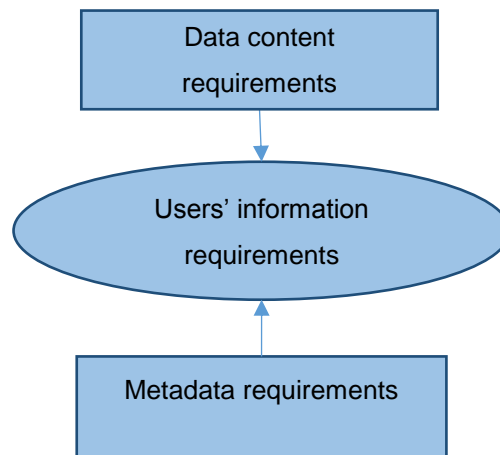 Data content
requirements
Users’ information
requirements
Metadata requirements